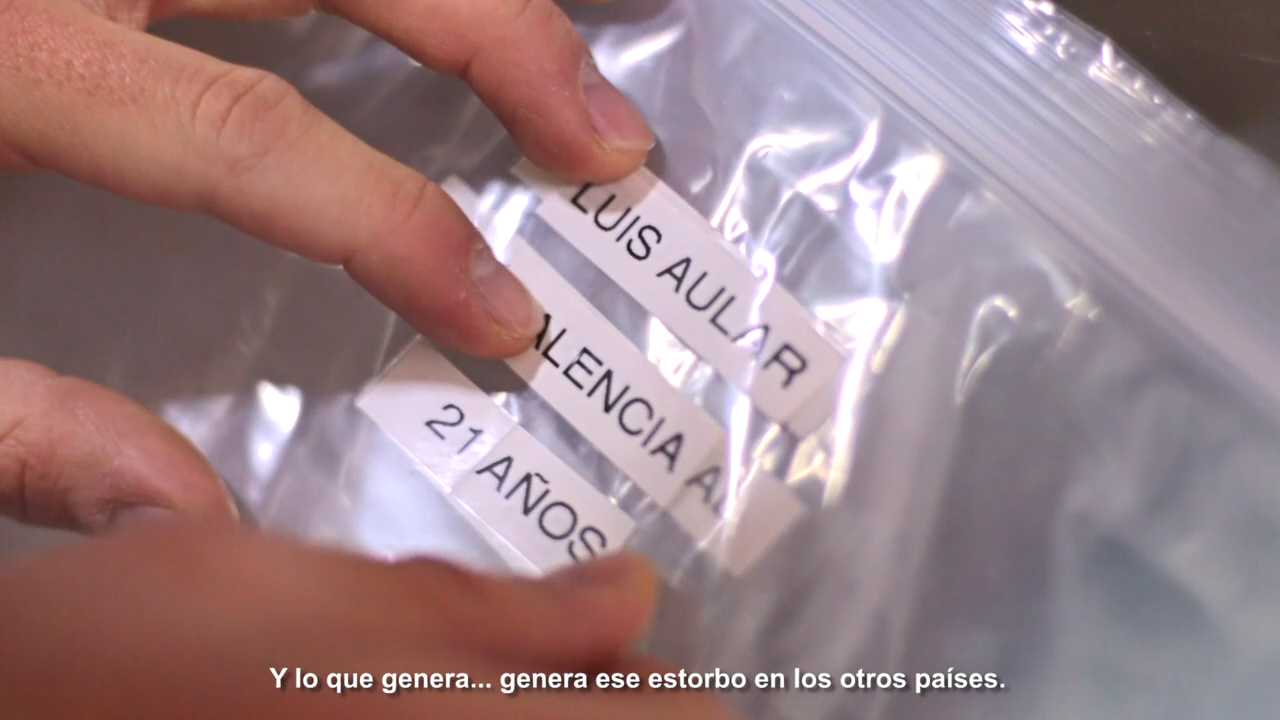 LUIS AULAR
ALENCIA
21 AÑOS
Y lo que genera... genera ese estorbo en los otros países.